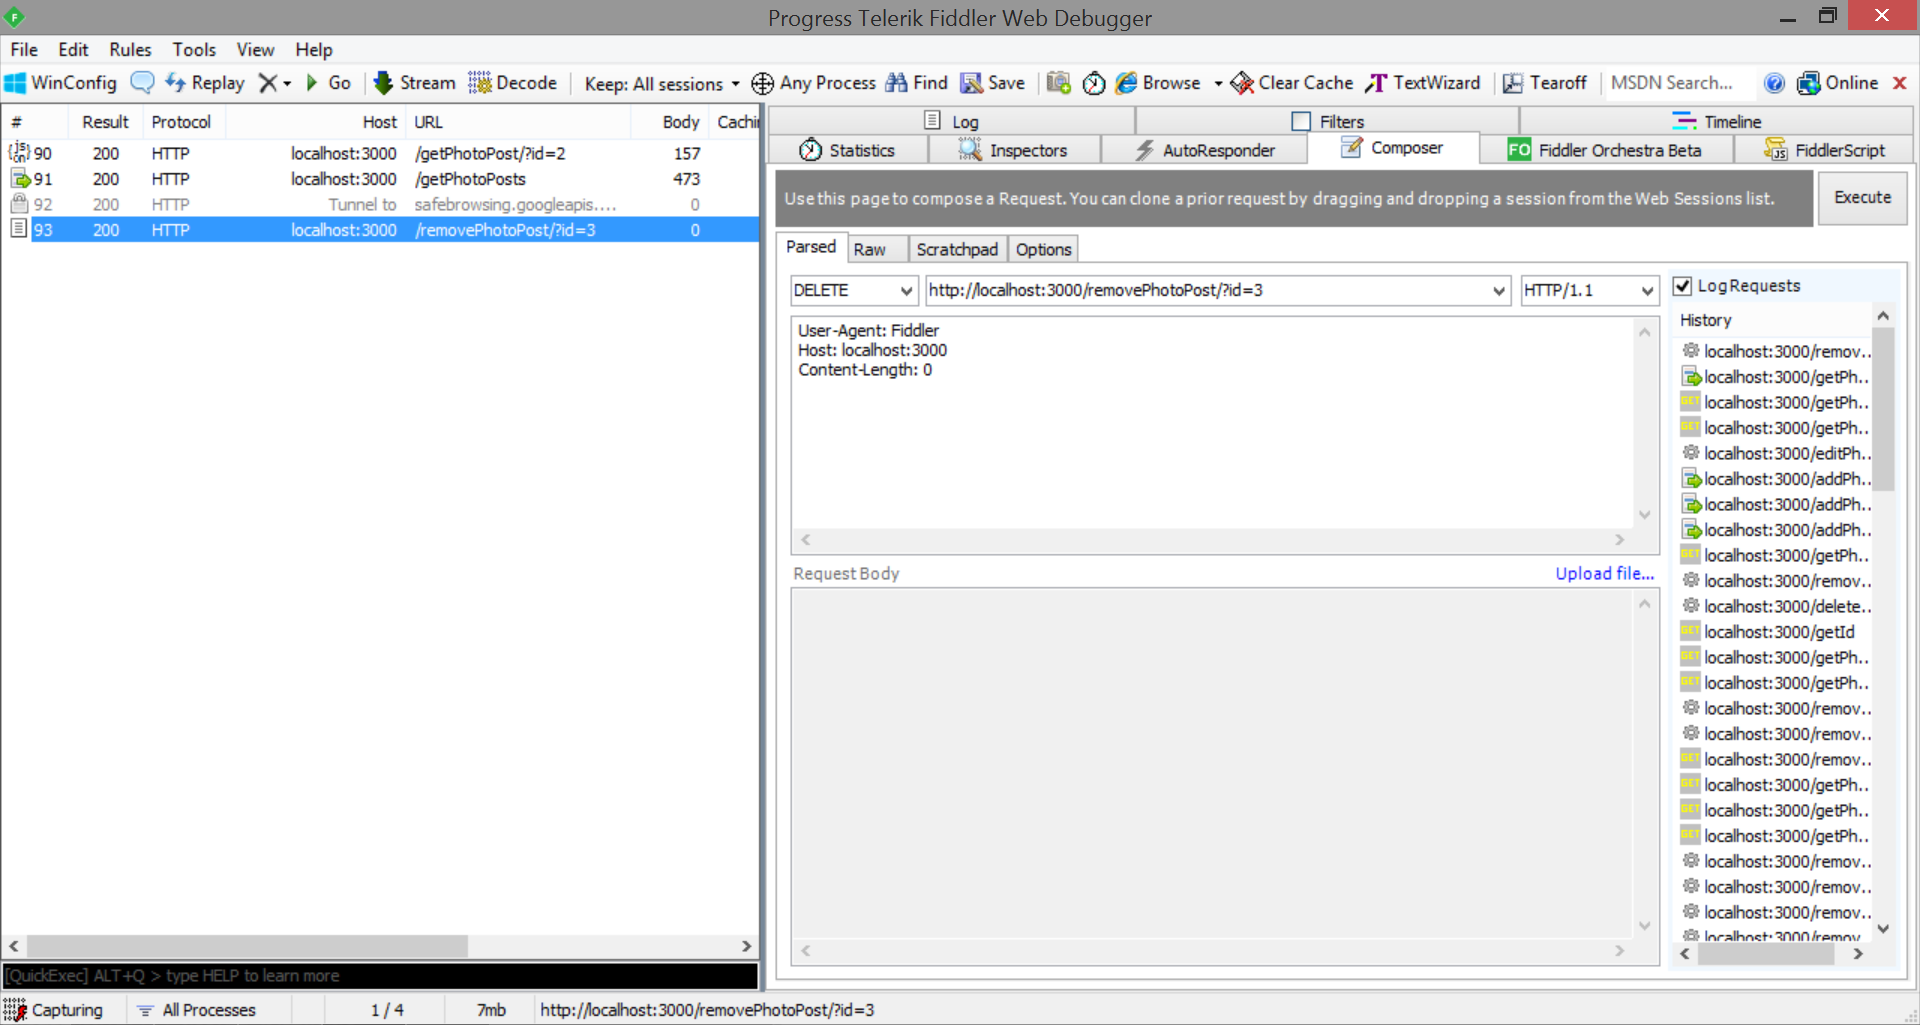 Progress Telerik Fiddler Web Debugger
File Edit Rules Tools View Help
WinConfig Replay Go Stream Decode Keep: All sessions Any Process Find Save Browse Clear Cache TextWizard Tearoff MSDN Search... Online
# Result Protocol Host URL Body
90 200 HTTP localhost:3000 /getPhotoPost/?id=2 157
91 200 HTTP localhost:3000 /getPhotoPosts 473
92 200 HTTP Tunnel to safebrowsing.googleapis.... 0
93 200 HTTP localhost:3000 /removePhotoPost/?id=3 0
Log Filters Timeline
Statistics Inspectors AutoResponder Composer FO Fiddler Orchestra Beta FiddlerScript
Use this page to compose a Request. You can clone a prior request by dragging and dropping a session from the Web Sessions list.
Execute
Parsed Raw Scratchpad Options
DELETE http://localhost:3000/removePhotoPost/?id=3 HTTP/1.1
User-Agent: Fiddler
Host: localhost:3000
Content-Length: 0
Request Body Upload file...
Log Requests
History
localhost:3000/remov..
localhost:3000/getPh..
GET localhost:3000/getPh..
GET localhost:3000/getPh..
localhost:3000/editPh..
localhost:3000/addPh..
localhost:3000/addPh..
localhost:3000/addPh..
GET localhost:3000/getPh..
localhost:3000/remov..
localhost:3000/delete..
GET localhost:3000/getId
GET localhost:3000/getPh..
GET localhost:3000/getPh..
localhost:3000/remov..
localhost:3000/remov..
GET localhost:3000/remov..
GET localhost:3000/getPh..
GET localhost:3000/getPh..
GET localhost:3000/getPh..
localhost:3000/remov..
localhost:3000/remov..
localhost:3000/remov..
localhost:3000/remov
[QuickExec] ALT+Q > type HELP to learn more
Capturing All Processes 1 / 4 7mb http://localhost:3000/removePhotoPost/?id=3